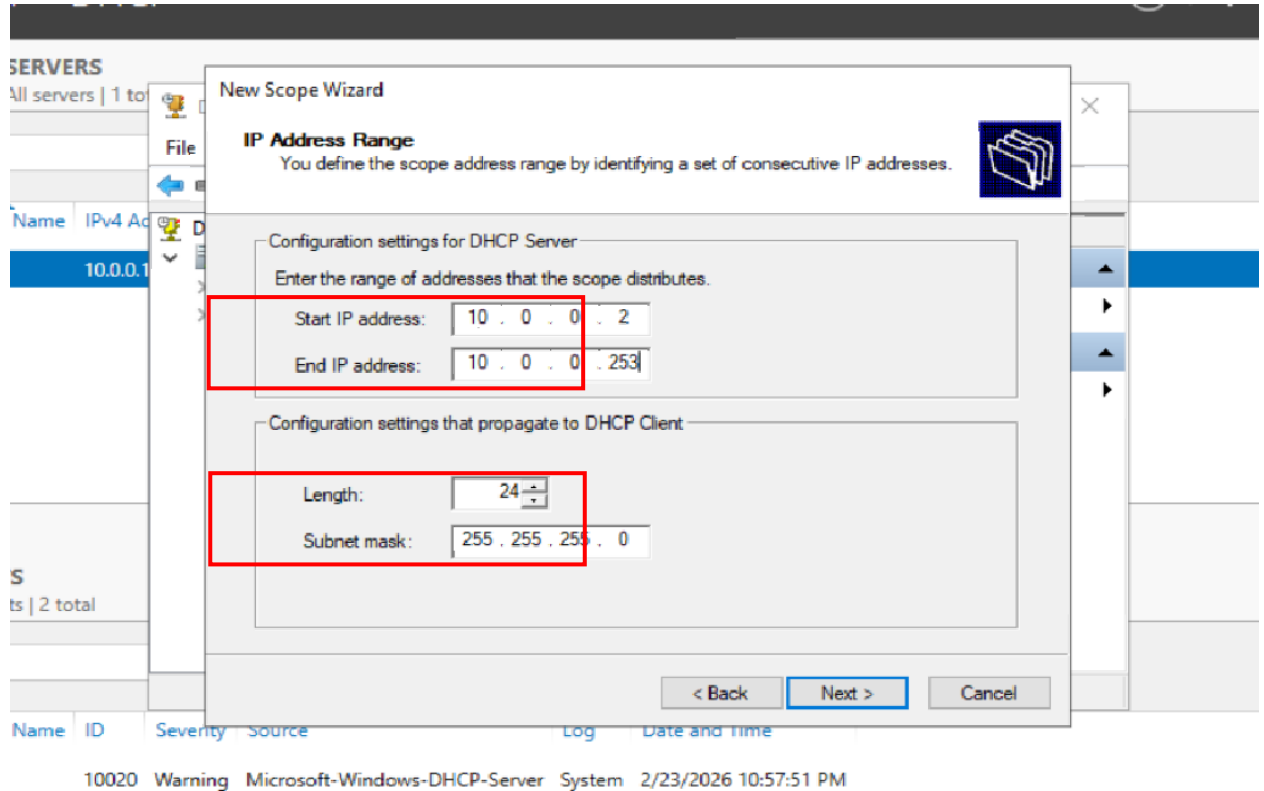 SERVERS
All servers | 1 tot
New Scope Wizard
File
IP Address Range
You define the scope address range by identifying a set of consecutive IP addresses.
Name IPv4 Ad
D
10.0.0.1
Configuration settings for DHCP Server
Enter the range of addresses that the scope distributes.
Start IP address: 10 . 0 . 0 . 2
End IP address: 10 . 0 . 0 . 253
Configuration settings that propagate to DHCP Client
Length: 24
Subnet mask: 255 . 255 . 255 . 0
S
ts | 2 total
< Back Next > Cancel
Name ID Severity Source Log Date and Time
10020 Warning Microsoft-Windows-DHCP-Server System 2/23/2026 10:57:51 PM